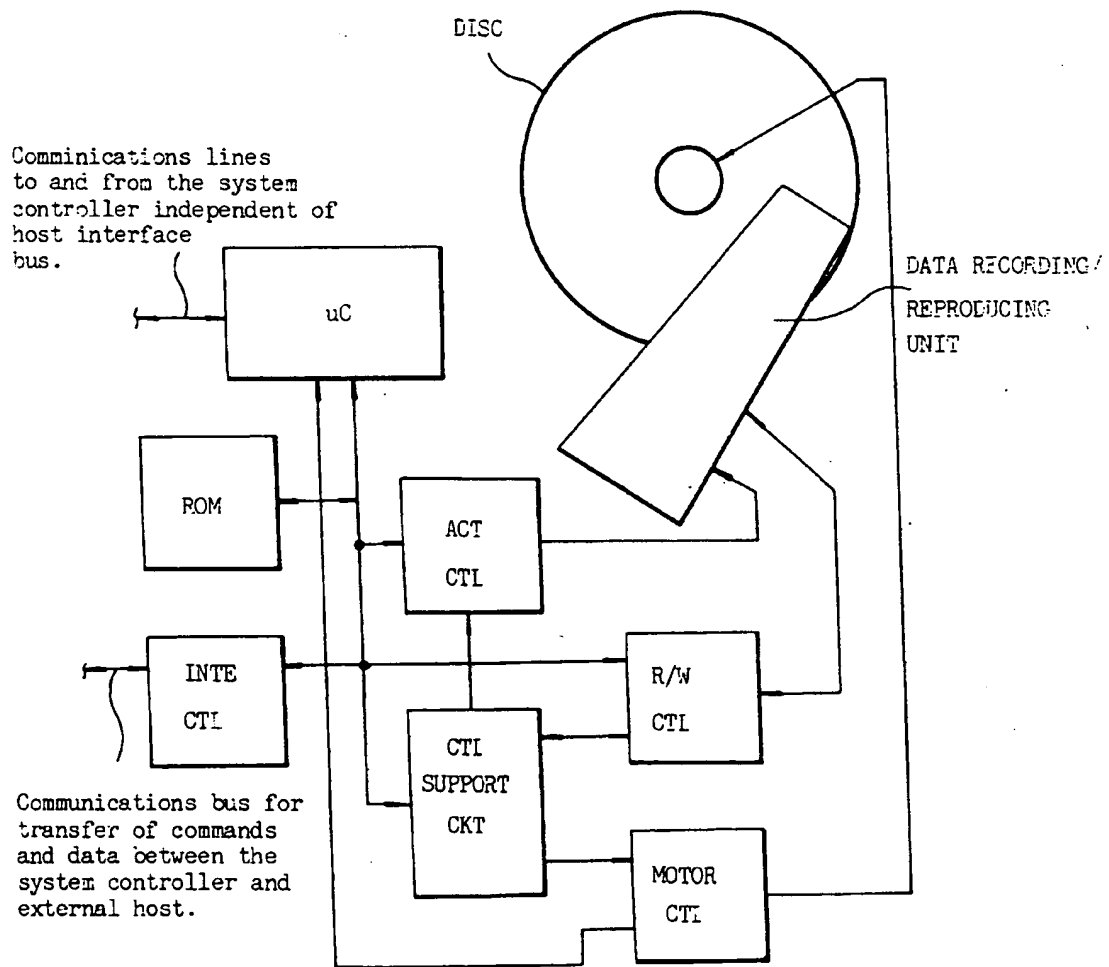 DISC
Comminications lines
to and from the system
controller independent of
host interface
bus.
uC
DATA RECORDING/
REPRODUCING
UNIT
ROM
ACT
CTL
INTE
CTL
R/W
CTL
CTL
SUPPORT
CKT
Communications bus for
transfer of commands
and data between the
system controller and
external host.
MOTOR
CTL